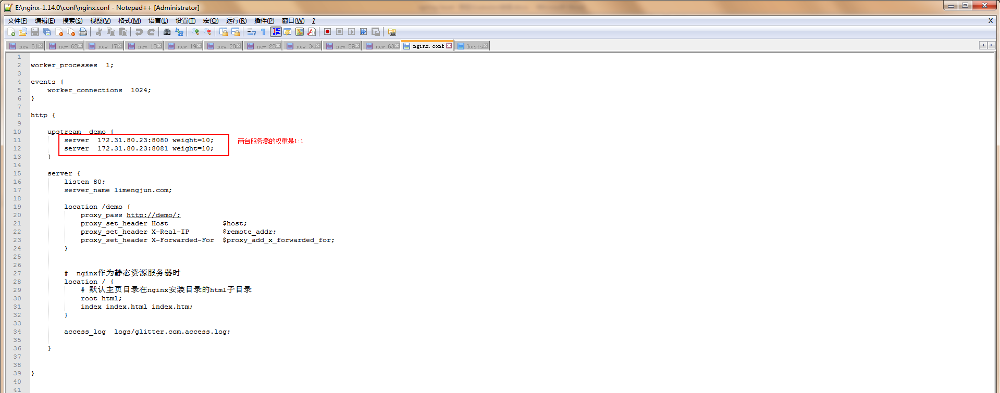 E:\nginx-1.14.0\conf\nginx.conf - Notepad++ [Administrator]
文件(F) 编辑(E) 搜索(S) 视图(V) 格式(M) 语言(L) 设置(T) 宏(O) 运行(R) 插件(P) 窗口(W) ? X
new 61 new 62 new 17 new 18 new 19 new 20 new 22 new 34 new 59 new 63 nginx.conf hosts
1
2 worker_processes  1;
3
4 events {
5     worker_connections  1024;
6 }
7
8 http {
9
10     upstream  demo {
11         server  172.31.80.23:8080 weight=10; 两台服务器的权重是1:1
12         server  172.31.80.23:8081 weight=10;
13     }
14
15     server {
16         listen 80;
17         server_name limengjun.com;
18
19         location /demo {
20             proxy_pass http://demo/;
21             proxy_set_header Host             $host;
22             proxy_set_header X-Real-IP        $remote_addr;
23             proxy_set_header X-Forwarded-For  $proxy_add_x_forwarded_for;
24         }
25
26
27         #  nginx作为静态资源服务器时
28         location / {
29             # 默认主页目录在nginx安装目录的html子目录
30             root html;
31             index index.html index.htm;
32         }
33
34         access_log  logs/glitter.com.access.log;
35
36     }
37
38
39 }
40
41